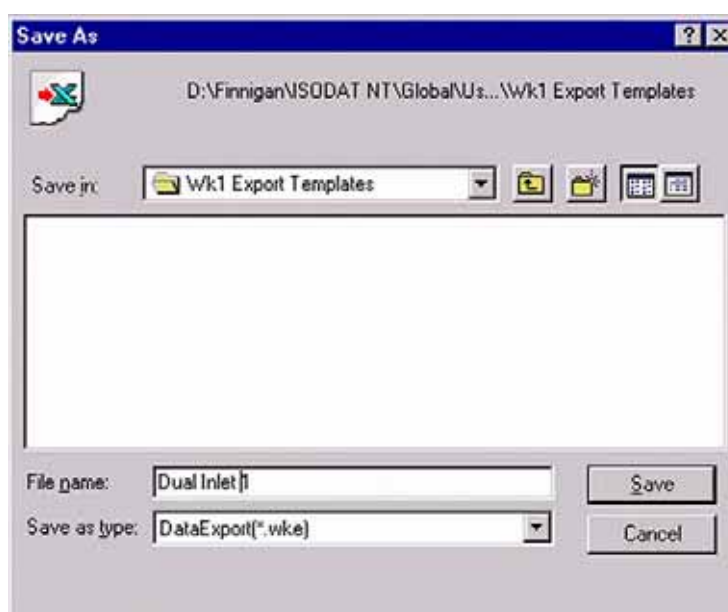 Save As
D:\Finnigan\ISODAT NT\Global\Us...\Wk1 Export Templates
Save in: Wk1 Export Templates
File name: Dual Inlet 1 Save
Save as type: DataExport(*.wke) Cancel